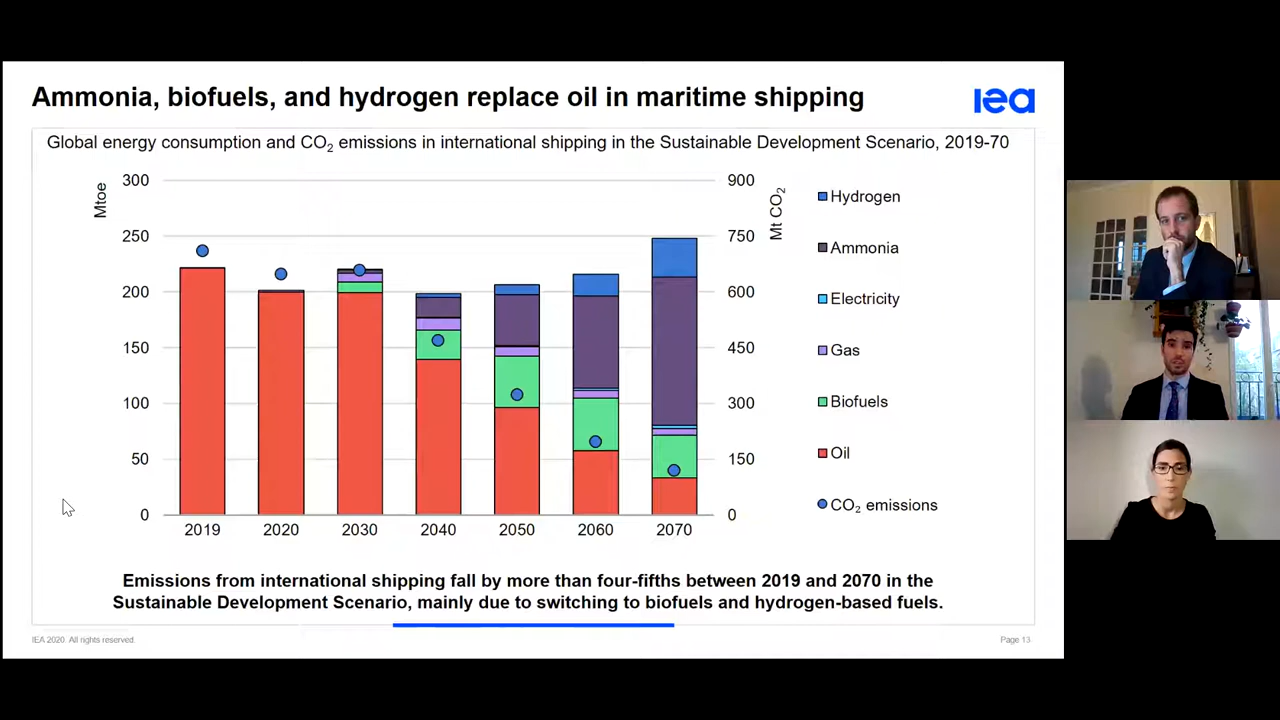 Ammonia, biofuels, and hydrogen replace oil in maritime shipping
iea
Global energy consumption and CO₂ emissions in international shipping in the Sustainable Development Scenario, 2019-70
Mtoe
300
250
200
150
100
50
0
2019 2020 2030 2040 2050 2060 2070
900
750
600
450
300
150
0
Mt CO₂
Hydrogen
Ammonia
Electricity
Gas
Biofuels
Oil
CO₂ emissions
Emissions from international shipping fall by more than four-fifths between 2019 and 2070 in the
Sustainable Development Scenario, mainly due to switching to biofuels and hydrogen-based fuels.
IEA 2020. All rights reserved.
Page 13